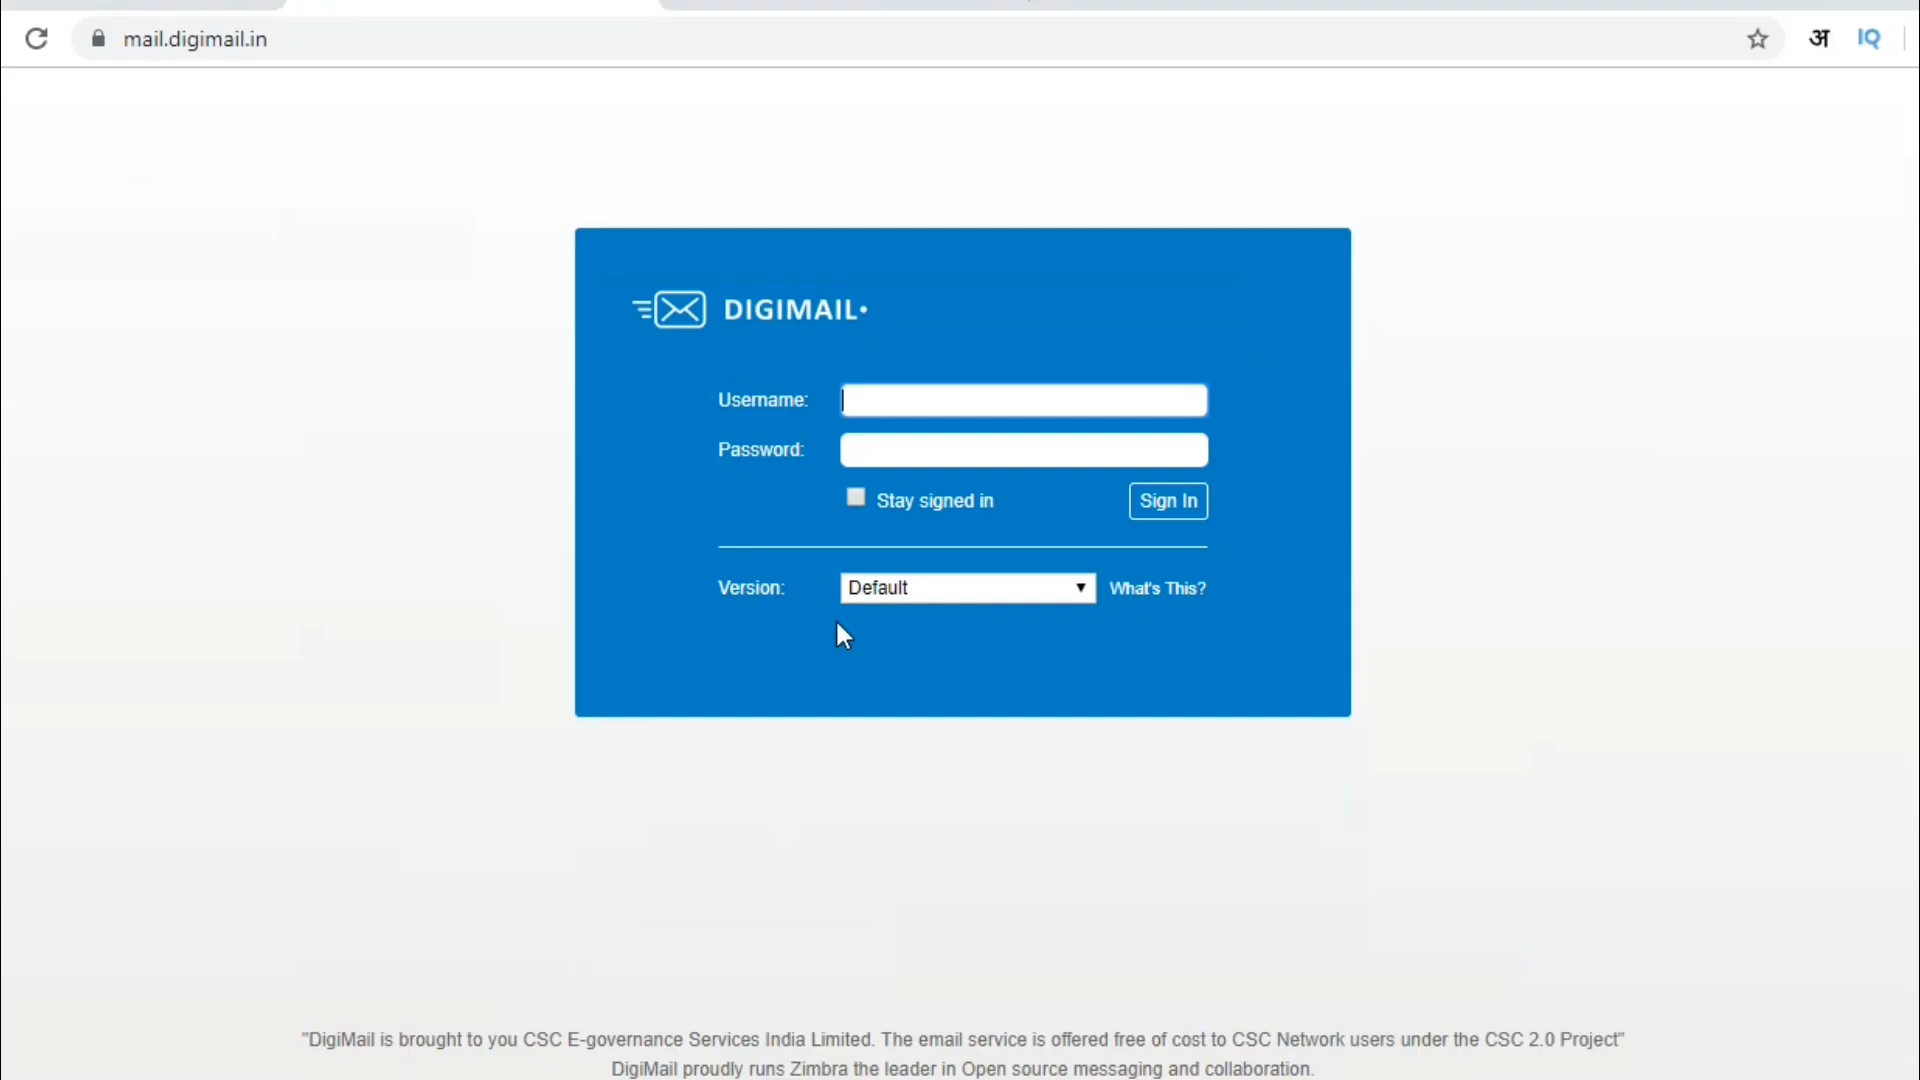 mail.digimail.in
अ IQ
DIGIMAIL
Username:
Password:
Stay signed in Sign In
Version: Default What's This?
"DigiMail is brought to you CSC E-governance Services India Limited. The email service is offered free of cost to CSC Network users under the CSC 2.0 Project"
DigiMail proudly runs Zimbra the leader in Open source messaging and collaboration.